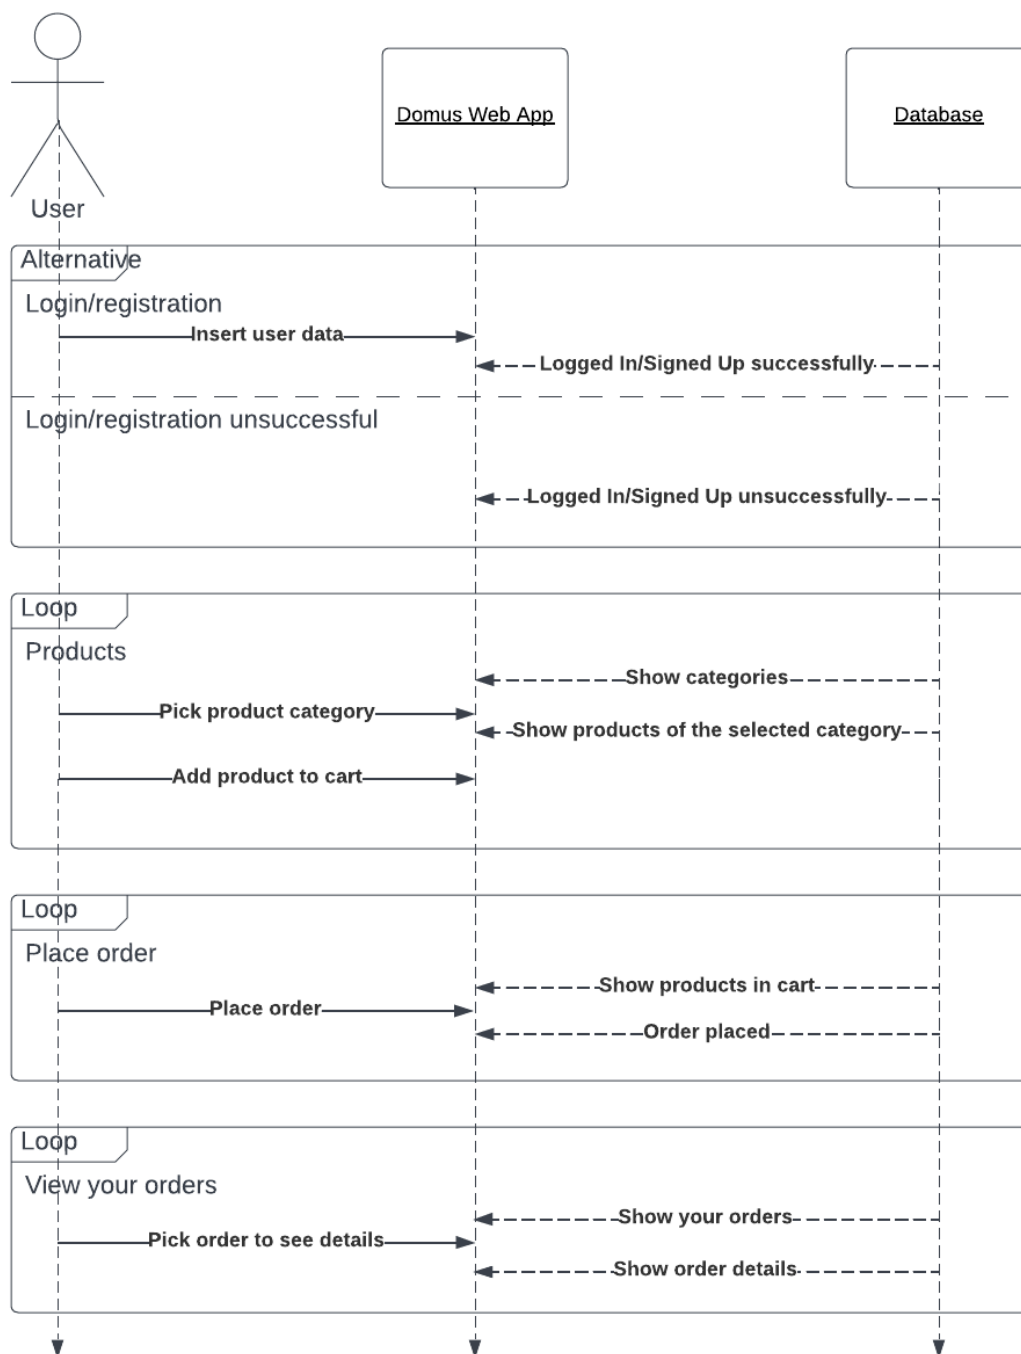 Domus Web App
Database
User
Alternative
Login/registration
Insert user data
Logged In/Signed Up successfully
Login/registration unsuccessful
Logged In/Signed Up unsuccessfully
Loop
Products
Show categories
Pick product category
Show products of the selected category
Add product to cart
Loop
Place order
Show products in cart
Place order
Order placed
Loop
View your orders
Show your orders
Pick order to see details
Show order details